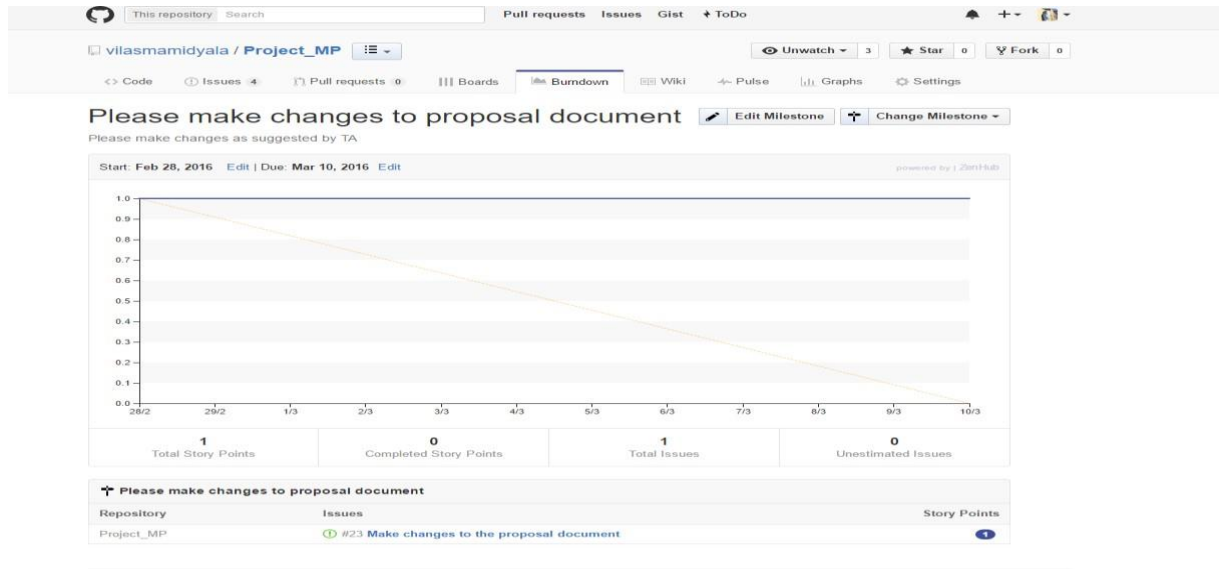 This repository Search Pull requests Issues Gist ToDo
vilasmamidyala / Project_MP Unwatch 3 Star 0 Fork 0
<> Code Issues 4 Pull requests 0 Boards Burndown Wiki Pulse Graphs Settings
Please make changes to proposal document Edit Milestone Change Milestone
Please make changes as suggested by TA
Start: Feb 28, 2016 Edit | Due: Mar 10, 2016 Edit powered by | ZenHub
1.0
0.9
0.8
0.7
0.6
0.5
0.4
0.3
0.2
0.1
0.0
28/2 29/2 1/3 2/3 3/3 4/3 5/3 6/3 7/3 8/3 9/3 10/3
1 0 1 0
Total Story Points Completed Story Points Total Issues Unestimated Issues
Please make changes to proposal document
Repository Issues Story Points
Project_MP #23 Make changes to the proposal document 1